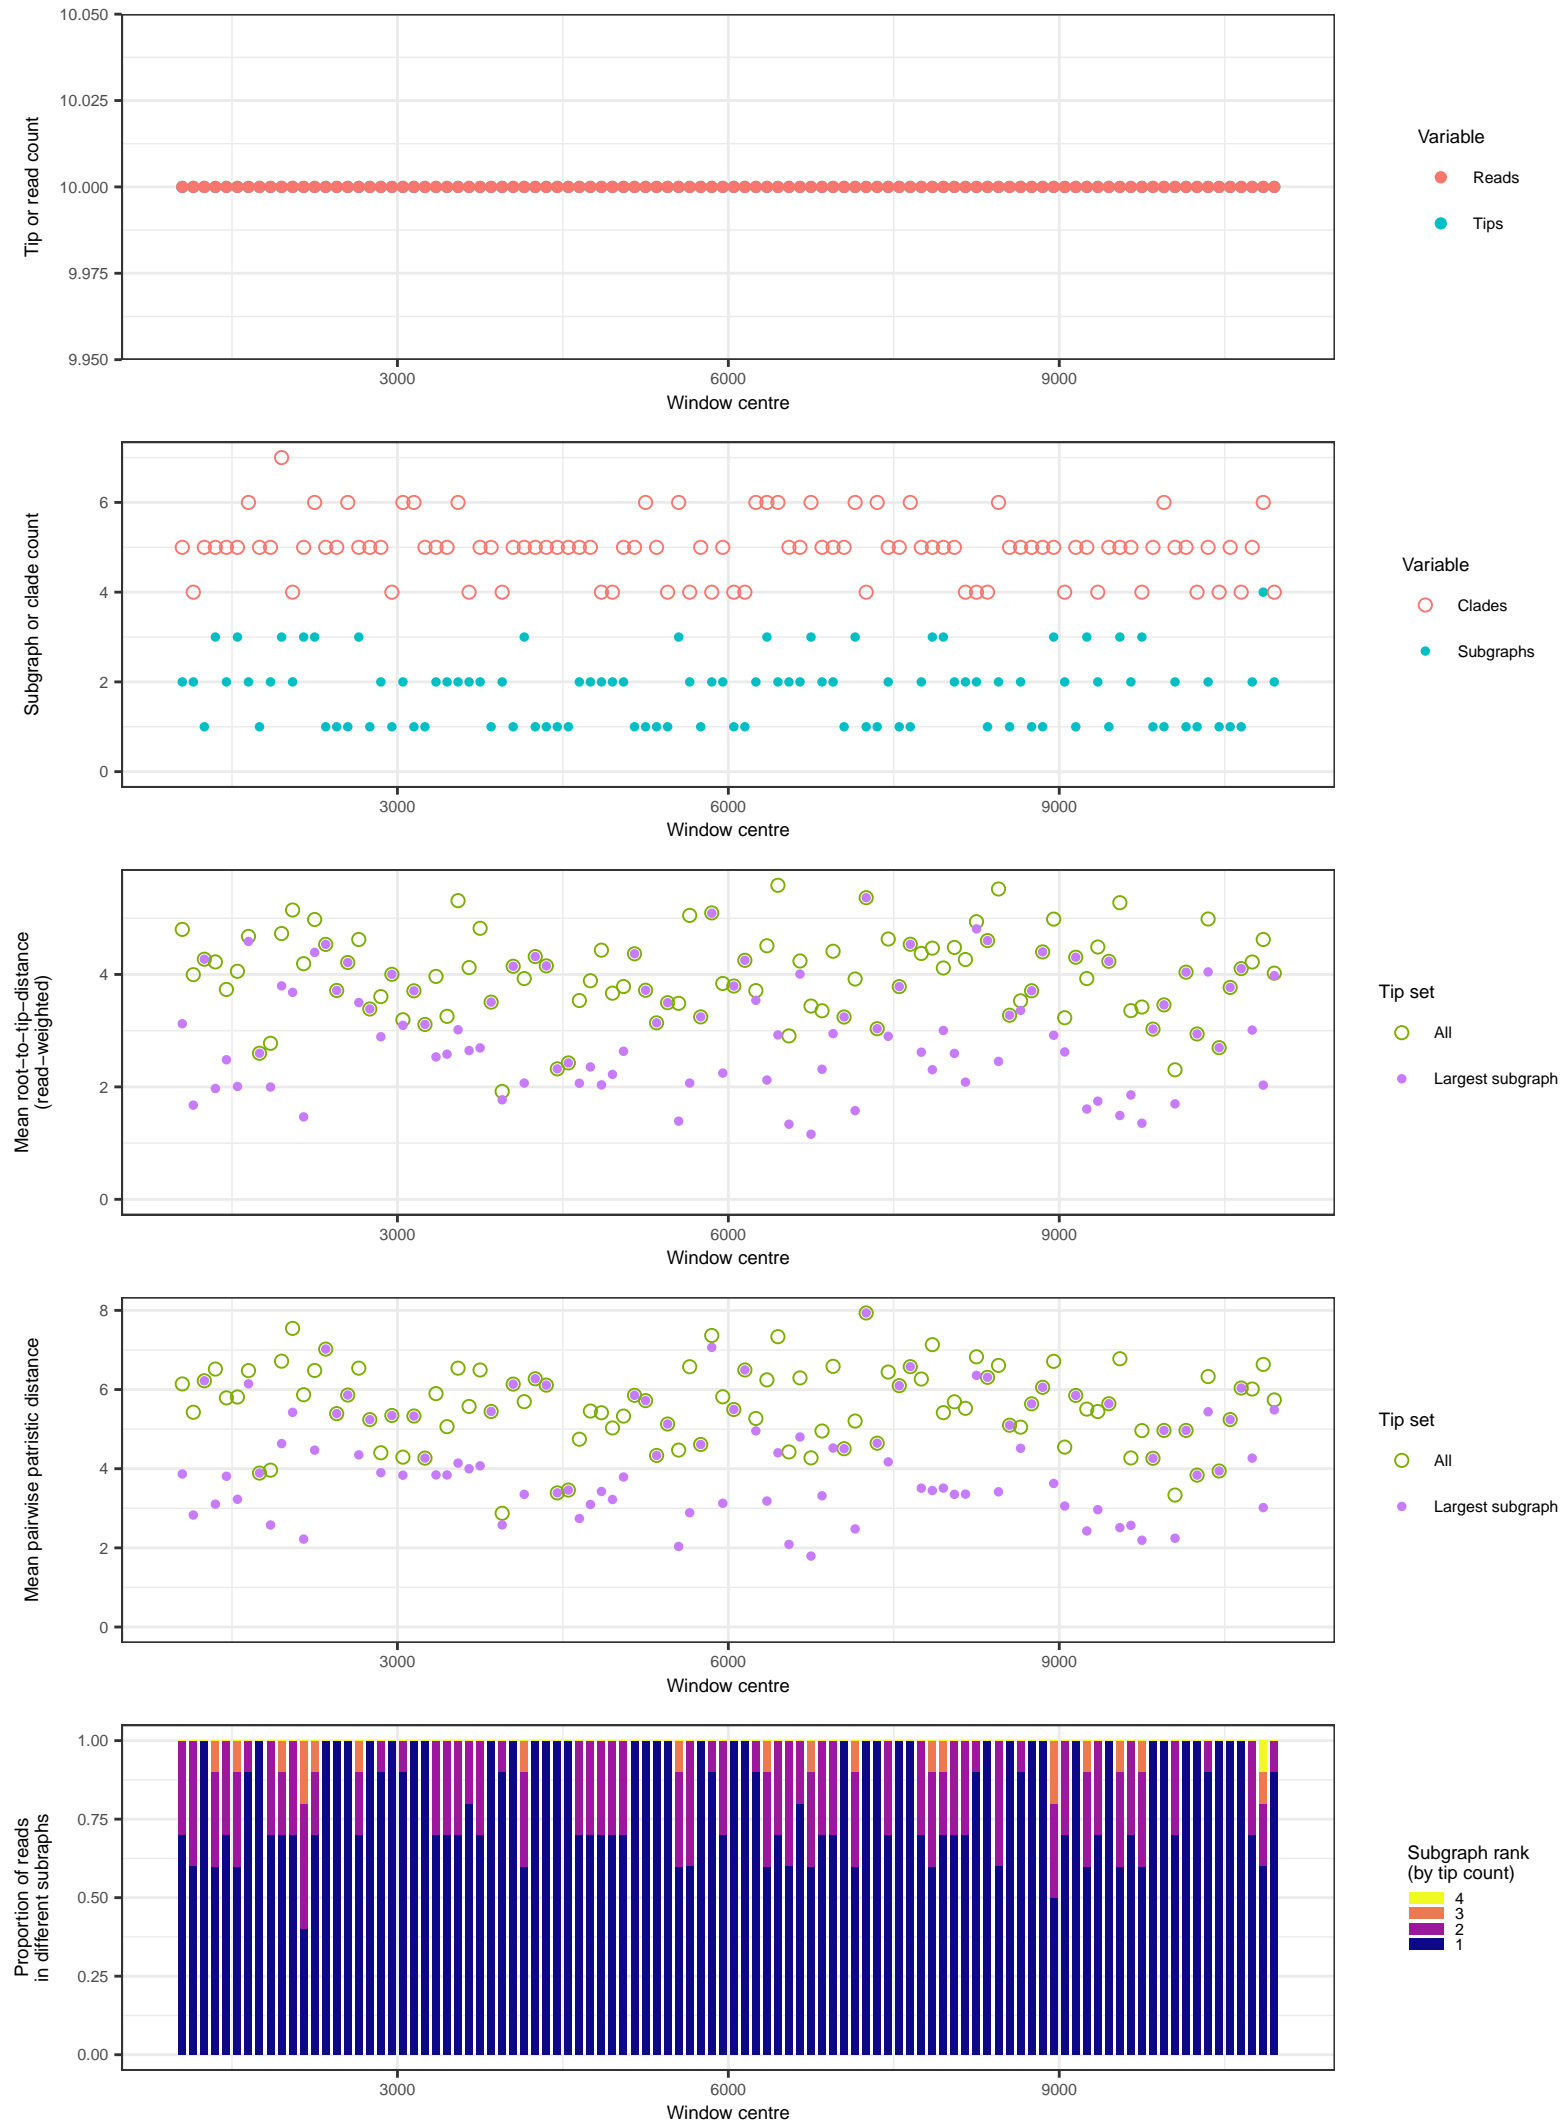 10.050
10.025
10.000
9.975
9.950
Tip or read count
3000 6000 9000
Window centre
Variable
Reads
Tips
6
4
2
0
Subgraph or clade count
3000 6000 9000
Window centre
Variable
Clades
Subgraphs
4
2
0
Mean root−to−tip−distance
(read−weighted)
3000 6000 9000
Window centre
Tip set
All
Largest subgraph
8
6
4
2
0
Mean pairwise patristic distance
3000 6000 9000
Window centre
Tip set
All
Largest subgraph
1.00
0.75
0.50
0.25
0.00
Proportion of reads
in different subraphs
3000 6000 9000
Window centre
Subgraph rank
(by tip count)
4
3
2
1